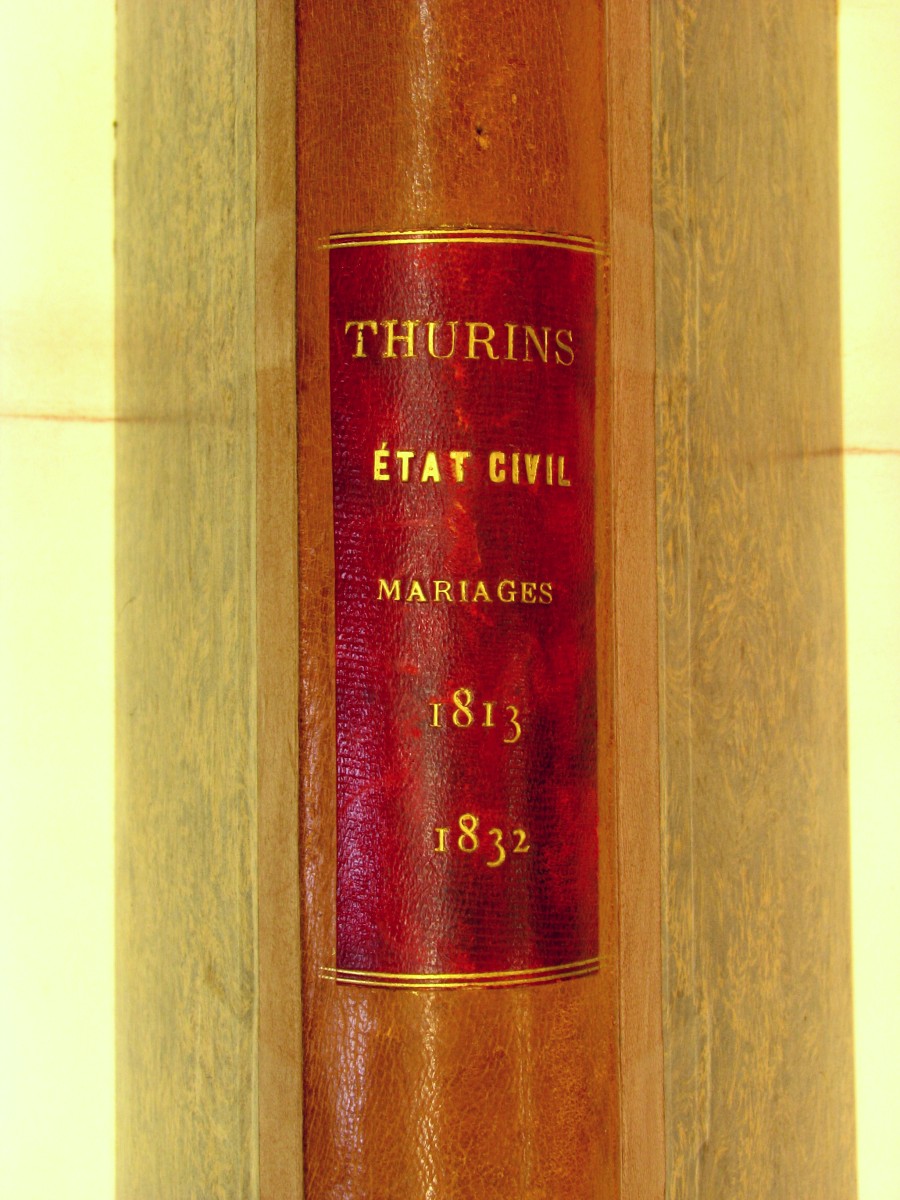 THURINS
ÉTAT CIVIL
MARIAGES
1813
1832